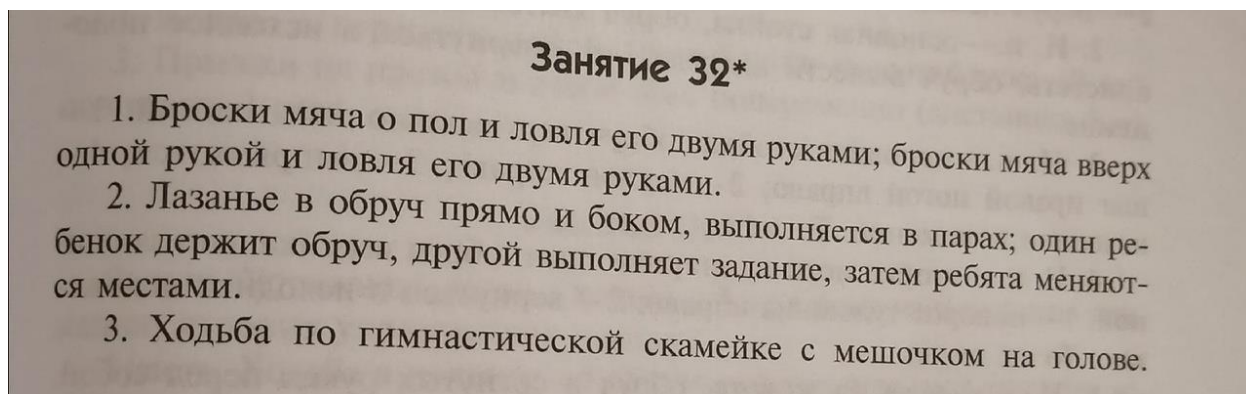 Занятие 32*
1. Броски мяча о пол и ловля его двумя руками; броски мяча вверх
одной рукой и ловля его двумя руками.
2. Лазанье в обруч прямо и боком, выполняется в парах; один ре-
бенок держит обруч, другой выполняет задание, затем ребята меняют-
ся местами.
3. Ходьба по гимнастической скамейке с мешочком на голове.